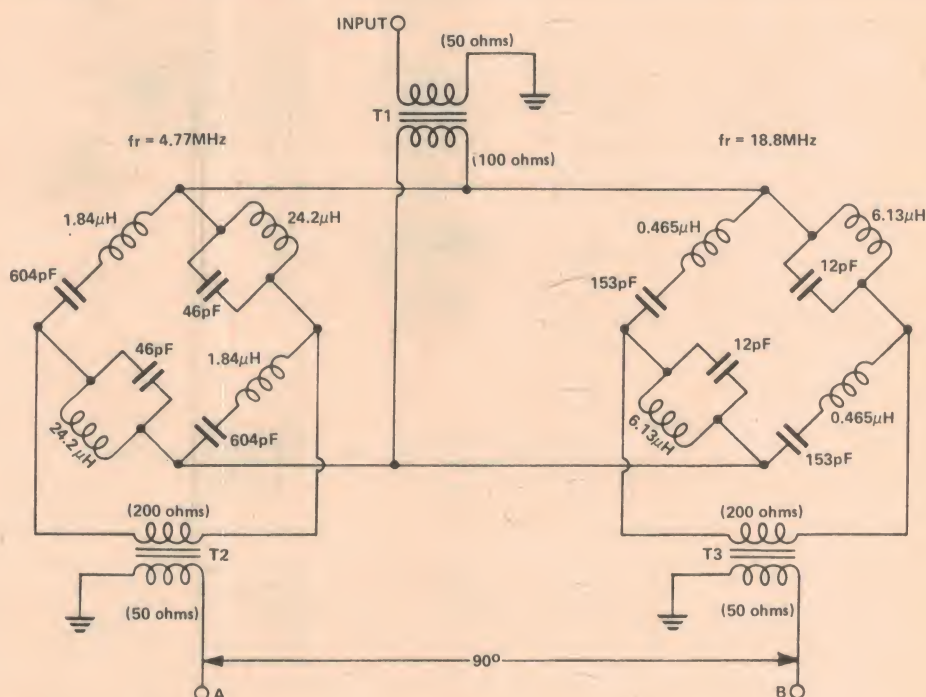 INPUT
(50 ohms)
T1
fr = 4.77MHz
fr = 18.8MHz
(100 ohms)
1.84μH
24.2μH
0.465μH
6.13μH
604pF
46pF
153pF
12pF
46pF
1.84μH
12pF
0.465μH
24.2μH
604pF
6.13μH
153pF
(200 ohms)
T2
(50 ohms)
(200 ohms)
T3
(50 ohms)
90º
A
B